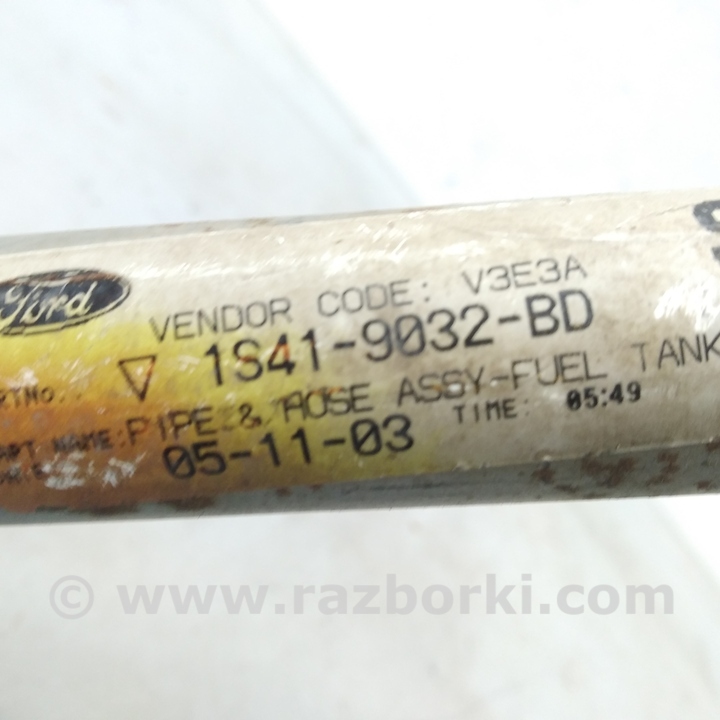 Ford
VENDOR CODE: V3E3A
1S41-9032-BD
PIPE & HOSE ASSY-FUEL TANK
NAME:
TIME: 05:49
05-11-03
© www.razborki.com